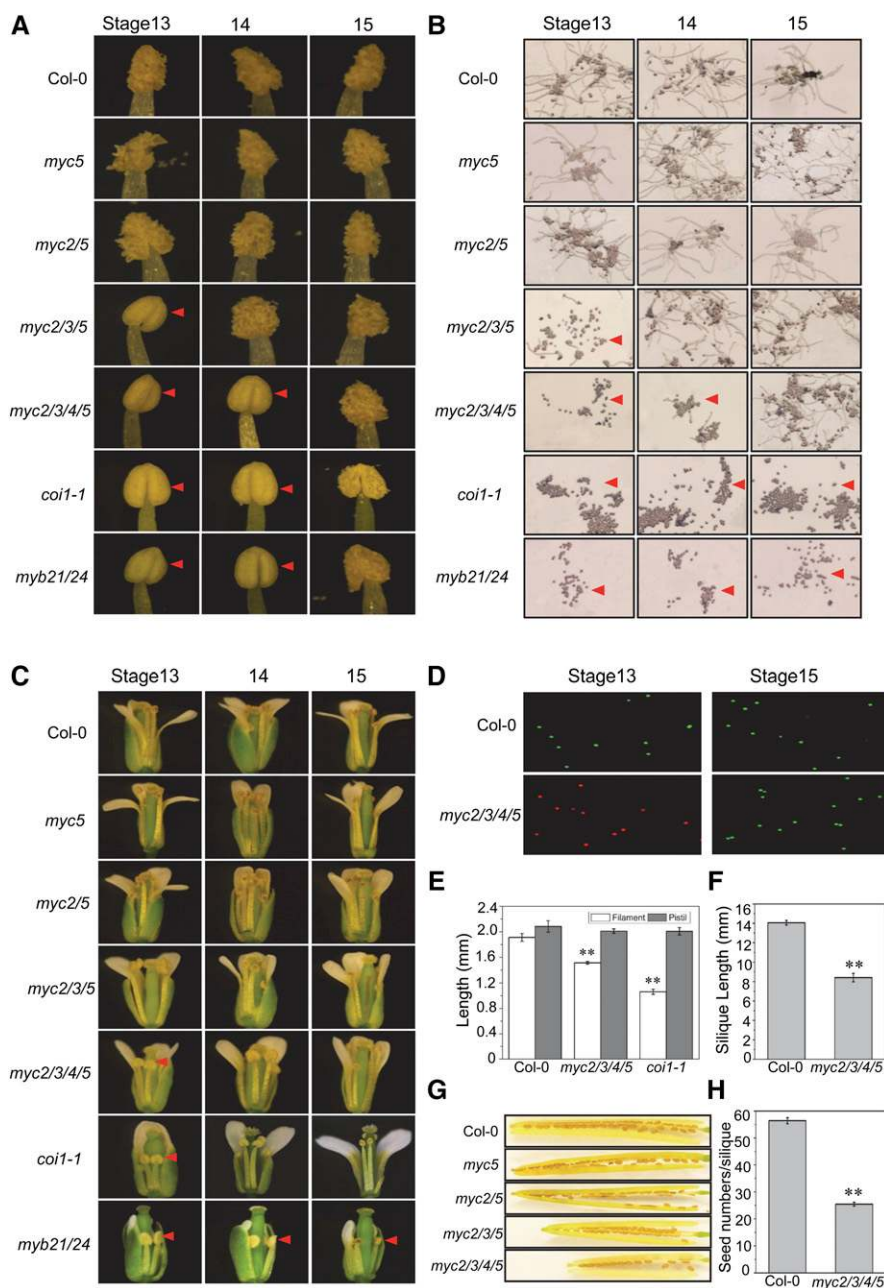 A
Stage13 14 15
Col-0
myc5
myc2/5
myc2/3/5
myc2/3/4/5
coi1-1
myb21/24
B
Stage13 14 15
Col-0
myc5
myc2/5
myc2/3/5
myc2/3/4/5
coi1-1
myb21/24
C
Stage13 14 15
Col-0
myc5
myc2/5
myc2/3/5
myc2/3/4/5
coi1-1
myb21/24
D
Stage13 Stage15
Col-0
myc2/3/4/5
E
Length (mm)
2.4
2.0
1.6
1.2
0.8
0.4
0
Filament Pistil
**
**
Col-0 myc2/3/4/5 coi1-1
F
Silique Length (mm)
16
14
12
10
8
6
4
2
0
**
Col-0 myc2/3/4/5
G
Col-0
myc5
myc2/5
myc2/3/5
myc2/3/4/5
H
Seed numbers/silique
60
50
40
30
20
10
0
**
Col-0 myc2/3/4/5